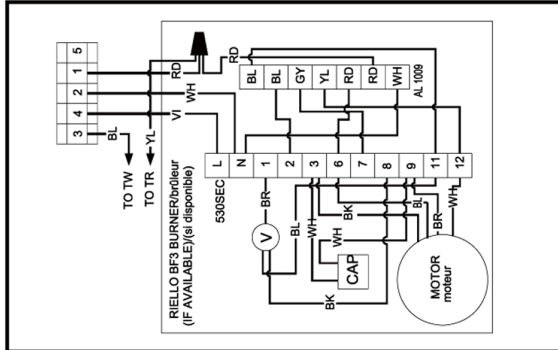 5
1
2
4
3
RD
WH
VI
BL
YL
TO TW
TO TR
RD
BL
BL
GY
YL
RD
RD
WH
AL 1009
L
N
1
2
3
6
7
8
9
11
12
530SEC
RIELLO BF3 BURNER/brûleur
(IF AVAILABLE)/(si disponible)
BR
V
BL
WH
WH
CAP
BK
BK
BL
BR
WH
MOTOR
moteur